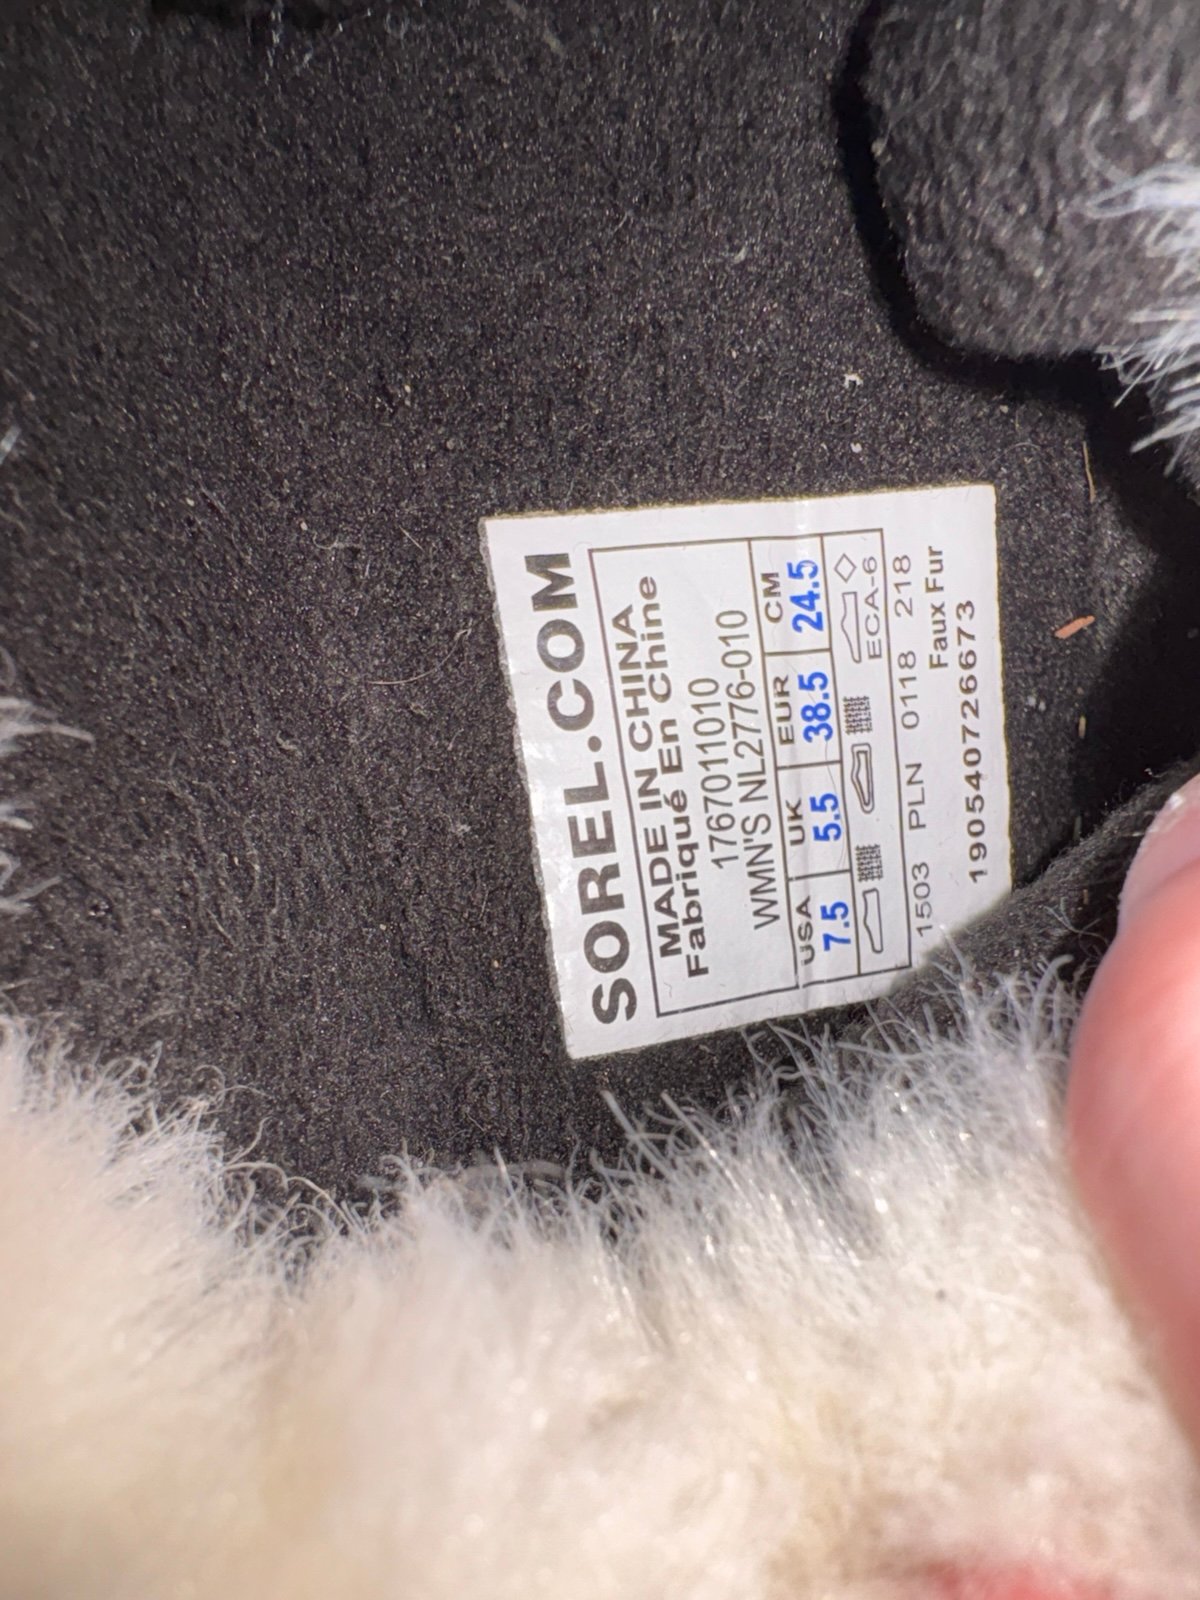 SOREL.COM
MADE IN CHINA
Fabriqué En Chine
1767011010
WMN'S NL2776-010
USA UK EUR CM
7.5 5.5 38.5 24.5
ECA-6
1503 PLN 0118 218
Faux Fur
190540726673